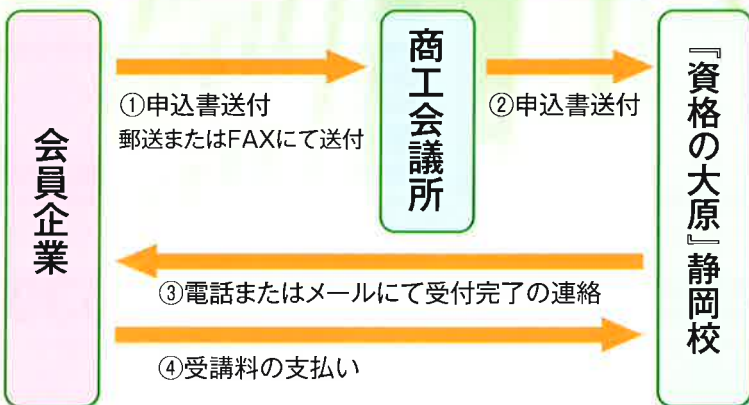 会員企業
①申込書送付
郵送またはFAXにて送付
商工会議所
②申込書送付
『資格の大原』静岡校
③電話またはメールにて受付完了の連絡
④受講料の支払い